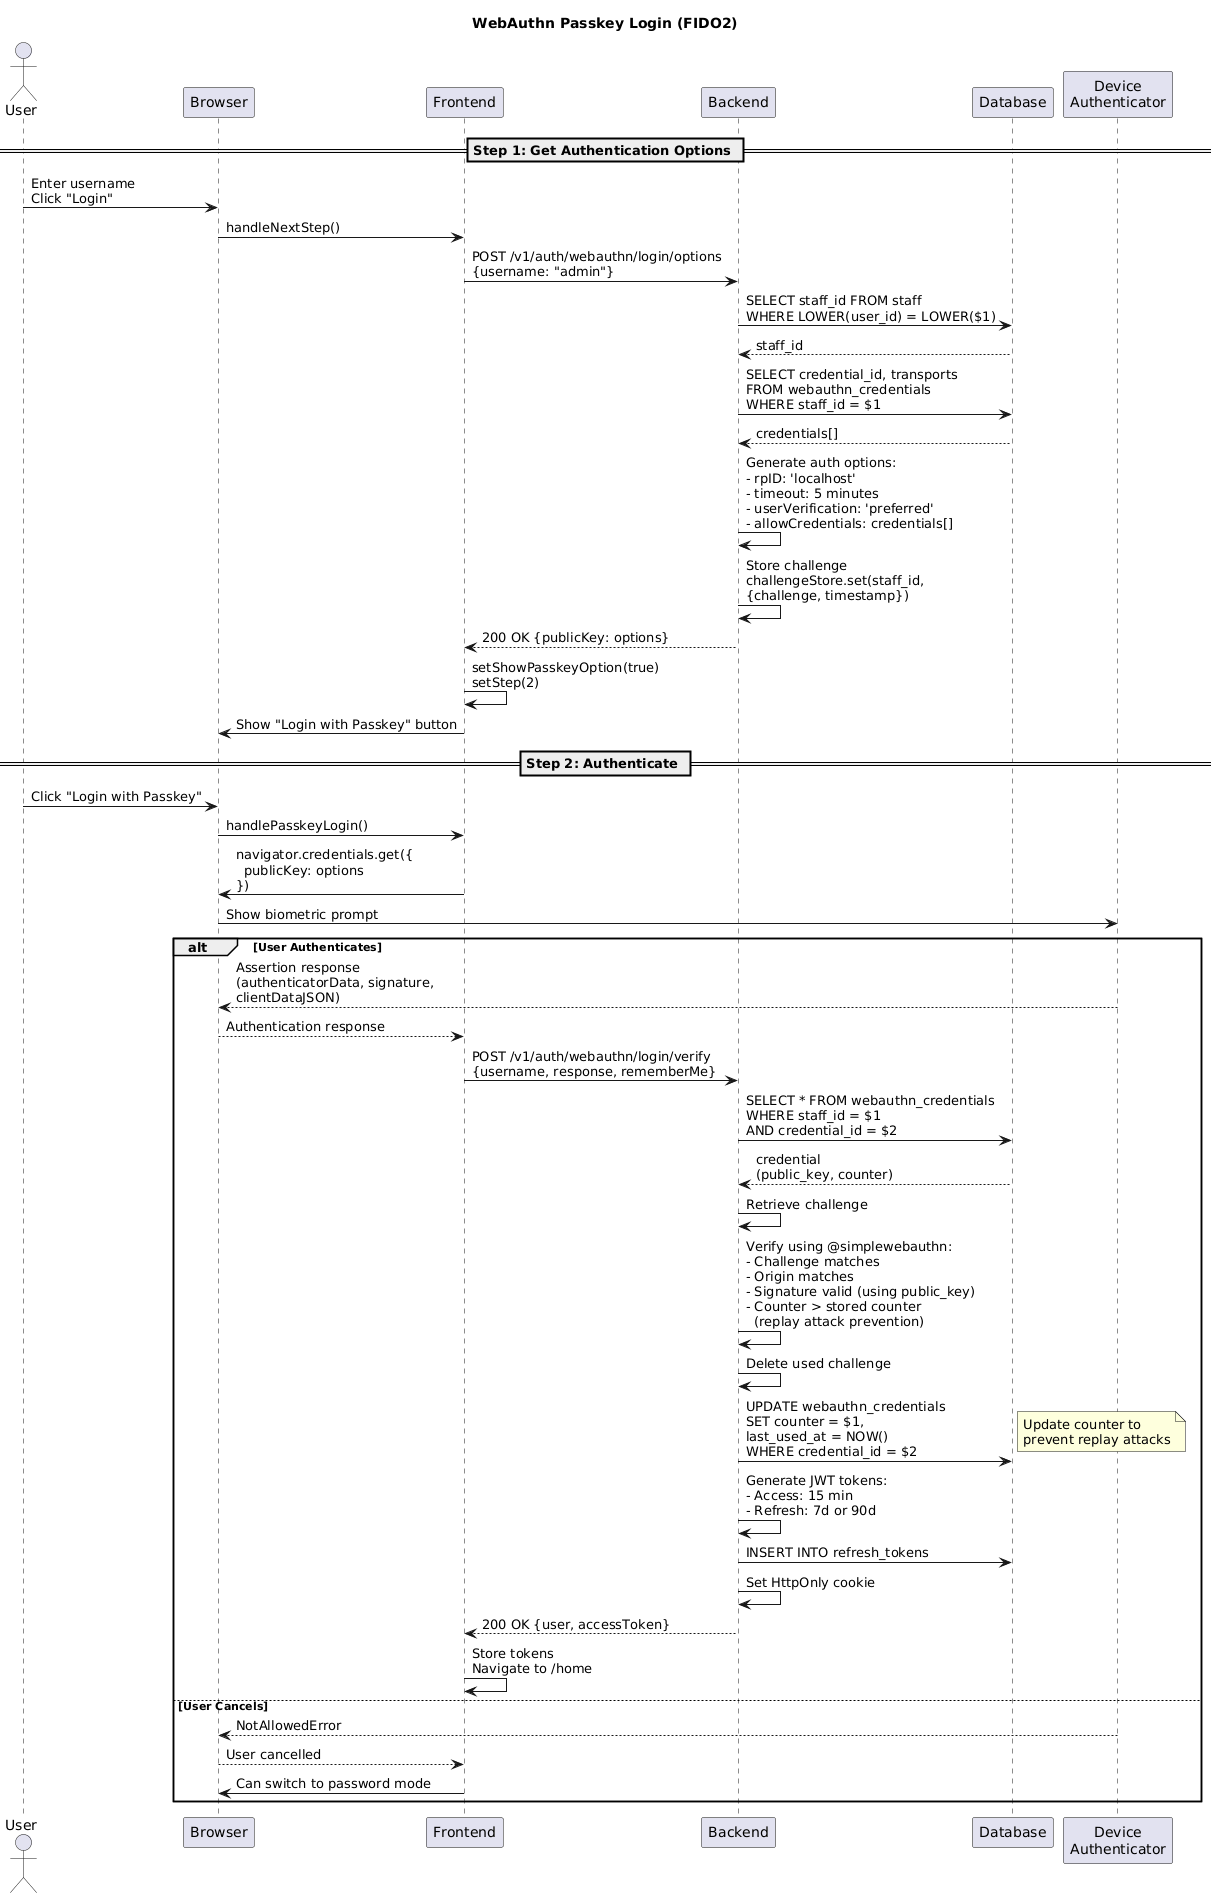 WebAuthn Passkey Login (FIDO2)
User
Browser
Frontend
Backend
Database
Device
Authenticator
Step 1: Get Authentication Options
Enter username
Click "Login"
handleNextStep()
POST /v1/auth/webauthn/login/options
{username: "admin"}
SELECT staff_id FROM staff
WHERE LOWER(user_id) = LOWER($1)
staff_id
SELECT credential_id, transports
FROM webauthn_credentials
WHERE staff_id = $1
credentials[]
Generate auth options:
- rpID: 'localhost'
- timeout: 5 minutes
- userVerification: 'preferred'
- allowCredentials: credentials[]
Store challenge
challengeStore.set(staff_id,
{challenge, timestamp})
200 OK {publicKey: options}
setShowPasskeyOption(true)
setStep(2)
Show "Login with Passkey" button
Step 2: Authenticate
Click "Login with Passkey"
handlePasskeyLogin()
navigator.credentials.get({
publicKey: options
})
Show biometric prompt
alt
[User Authenticates]
Assertion response
(authenticatorData, signature,
clientDataJSON)
Authentication response
POST /v1/auth/webauthn/login/verify
{username, response, rememberMe}
SELECT * FROM webauthn_credentials
WHERE staff_id = $1
AND credential_id = $2
credential
(public_key, counter)
Retrieve challenge
Verify using @simplewebauthn:
- Challenge matches
- Origin matches
- Signature valid (using public_key)
- Counter > stored counter
(replay attack prevention)
Delete used challenge
UPDATE webauthn_credentials
SET counter = $1,
last_used_at = NOW()
WHERE credential_id = $2
Update counter to
prevent replay attacks
Generate JWT tokens:
- Access: 15 min
- Refresh: 7d or 90d
INSERT INTO refresh_tokens
Set HttpOnly cookie
200 OK {user, accessToken}
Store tokens
Navigate to /home
[User Cancels]
NotAllowedError
User cancelled
Can switch to password mode
User
Browser
Frontend
Backend
Database
Device
Authenticator